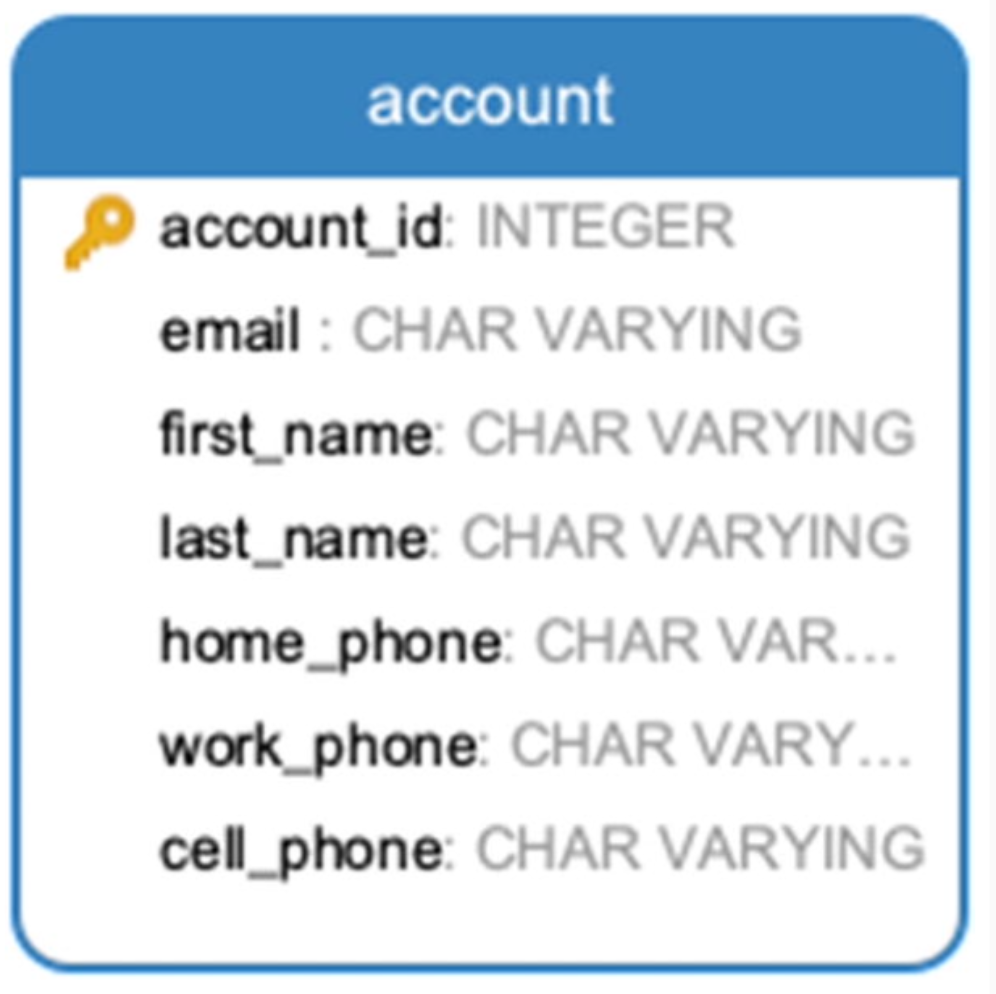 account
account_id: INTEGER
email : CHAR VARYING
first_name: CHAR VARYING
last_name: CHAR VARYING
home_phone: CHAR VAR...
work_phone: CHAR VARY...
cell_phone: CHAR VARYING